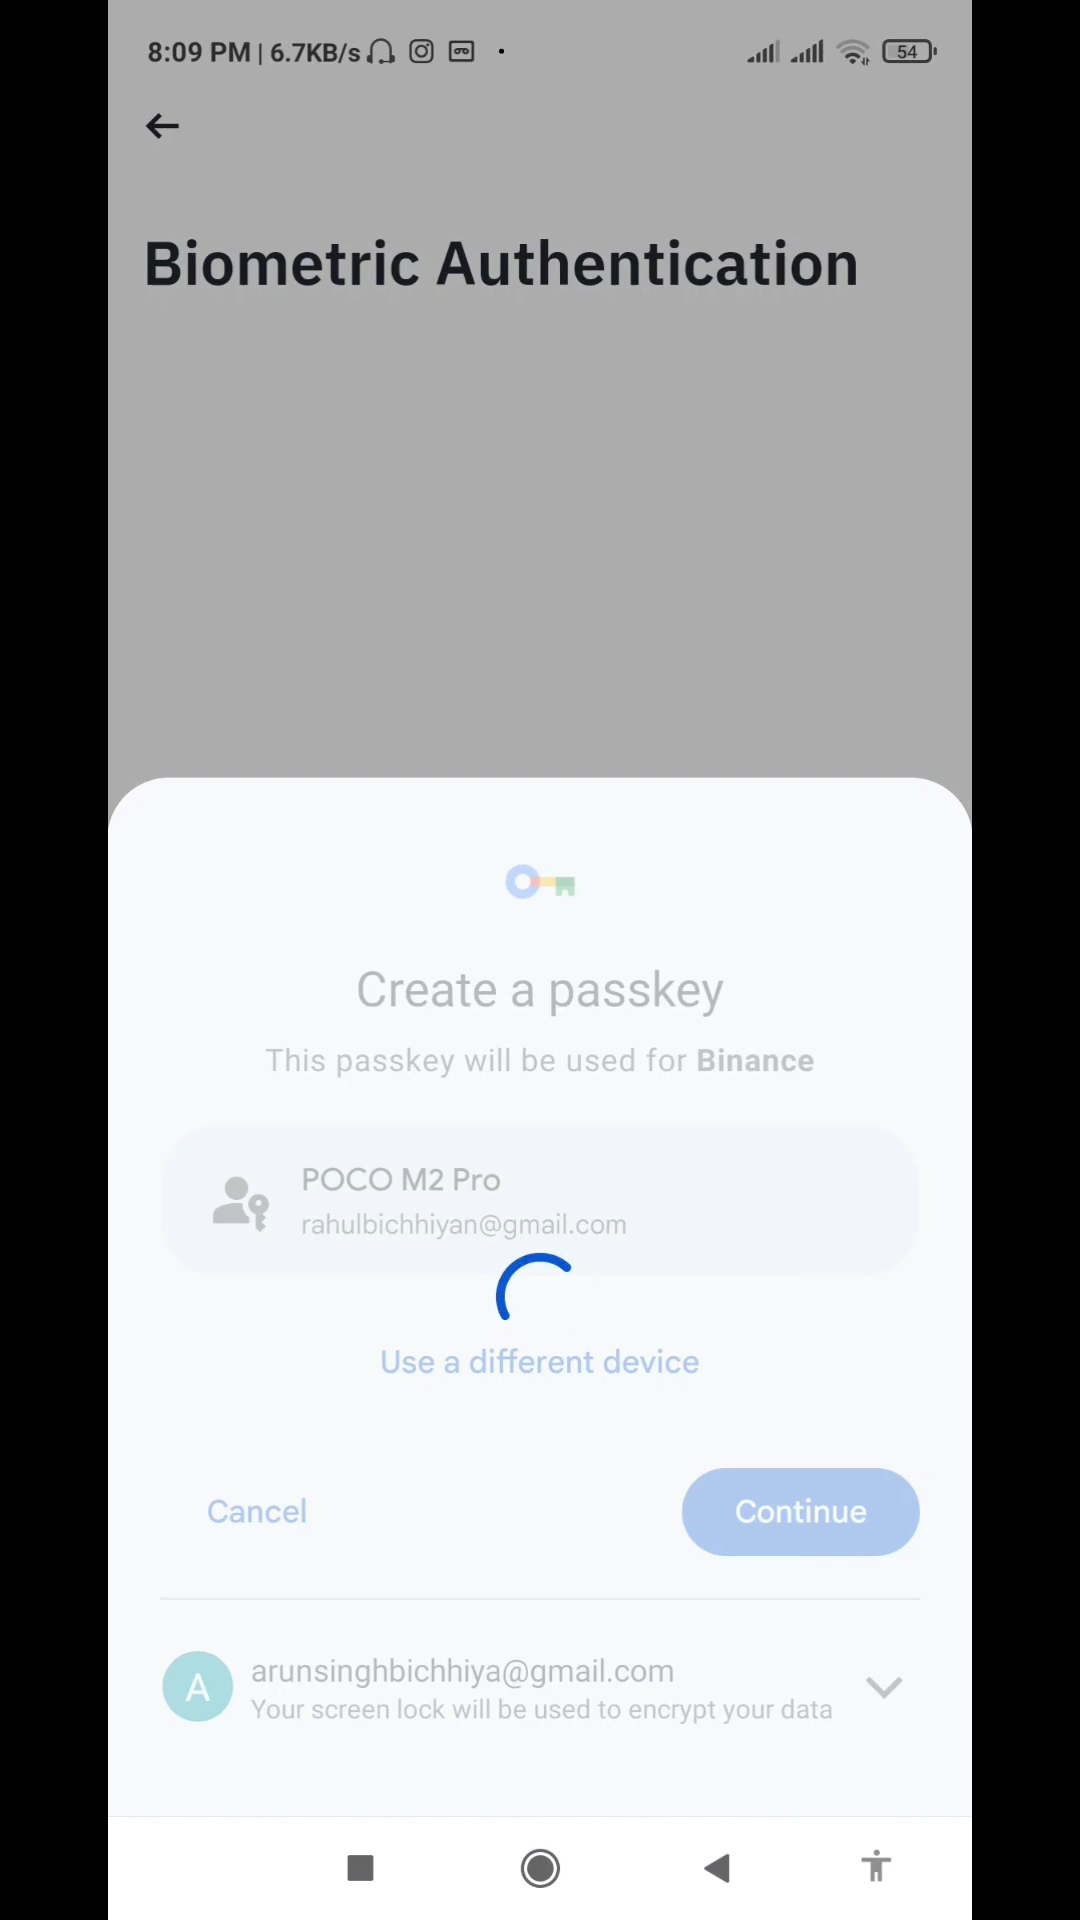 8:09 PM | 6.7KB/s
54
Biometric Authentication
Create a passkey
This passkey will be used for Binance
POCO M2 Pro
rahulbichhiyan@gmail.com
Use a different device
Cancel
Continue
A
arunsinghbichhiya@gmail.com
Your screen lock will be used to encrypt your data